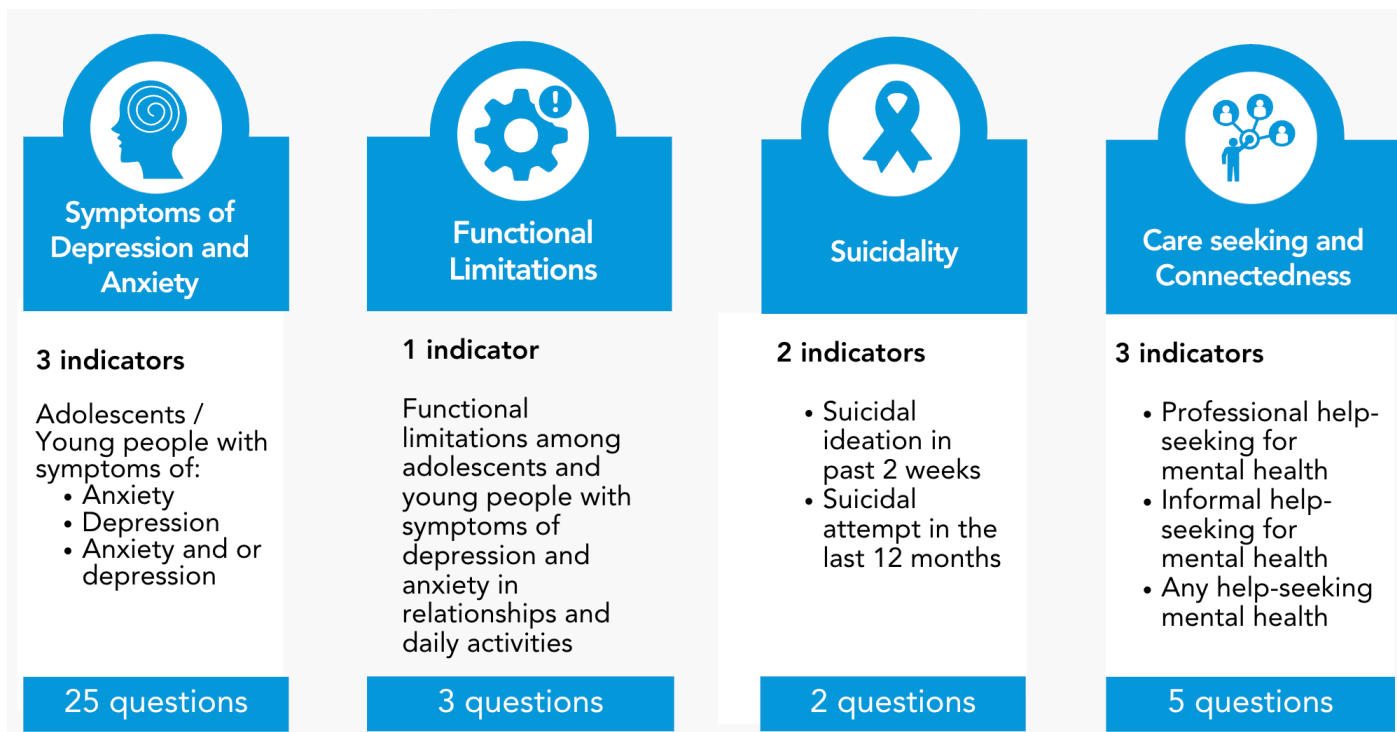 Symptoms of
Depression and
Anxiety
3 indicators
Adolescents /
Young people with
symptoms of:
• Anxiety
• Depression
• Anxiety and or
depression
25 questions
Functional
Limitations
1 indicator
Functional
limitations among
adolescents and
young people with
symptoms of
depression and
anxiety in
relationships and
daily activities
3 questions
Suicidality
2 indicators
• Suicidal
ideation in
past 2 weeks
• Suicidal
attempt in the
last 12 months
2 questions
Care seeking and
Connectedness
3 indicators
• Professional help-
seeking for
mental health
• Informal help-
seeking for
mental health
• Any help-seeking
mental health
5 questions